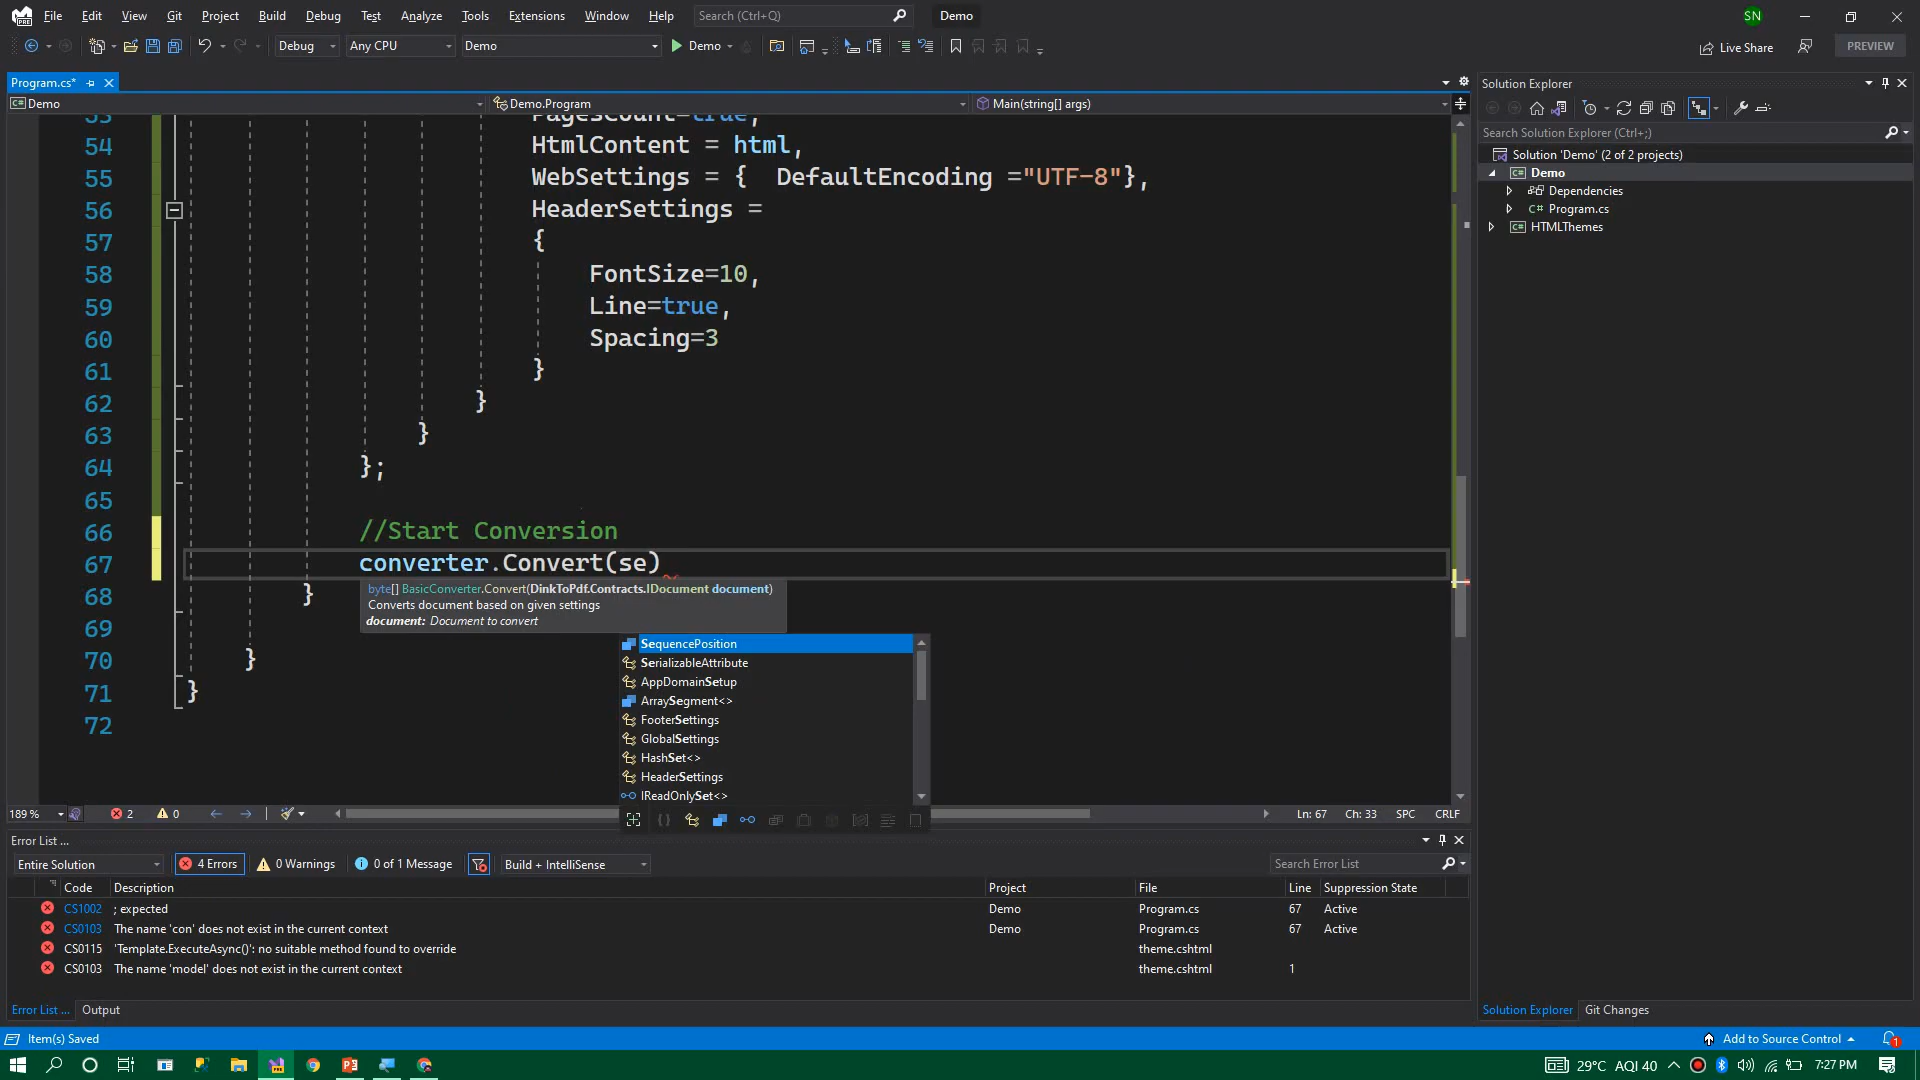 File Edit View Git Project Build Debug Test Analyze Tools Extensions Window Help Search (Ctrl+Q) Demo SN
Debug Any CPU Demo Demo Live Share PREVIEW
Program.cs*
Demo Demo.Program Main(string[] args)
53 PagesCount=true,
54 HtmlContent = html,
55 WebSettings = { DefaultEncoding ="UTF-8"},
56 HeaderSettings =
57 {
58 FontSize=10,
59 Line=true,
60 Spacing=3
61 }
62 }
63 }
64 };
65
66 //Start Conversion
67 converter.Convert(se)
68 }
69
70 }
71 }
72
byte[] BasicConverter.Convert(DinkToPdf.Contracts.IDocument document)
Converts document based on given settings
document: Document to convert
SequencePosition
SerializableAttribute
AppDomainSetup
ArraySegment<>
FooterSettings
GlobalSettings
HashSet<>
HeaderSettings
IReadOnlySet<>
189 % 2 0 Ln: 67 Ch: 33 SPC CRLF
Error List ...
Entire Solution 4 Errors 0 Warnings 0 of 1 Message Build + IntelliSense Search Error List
Code Description Project File Line Suppression State
CS1002 ; expected Demo Program.cs 67 Active
CS0103 The name 'con' does not exist in the current context Demo Program.cs 67 Active
CS0115 'Template.ExecuteAsync()': no suitable method found to override theme.cshtml
CS0103 The name 'model' does not exist in the current context theme.cshtml 1
Error List ... Output
Solution Explorer
Search Solution Explorer (Ctrl+;)
Solution 'Demo' (2 of 2 projects)
Demo
Dependencies
C# Program.cs
HTMLThemes
Solution Explorer Git Changes
Item(s) Saved Add to Source Control 1
29°C AQI 40 7:27 PM